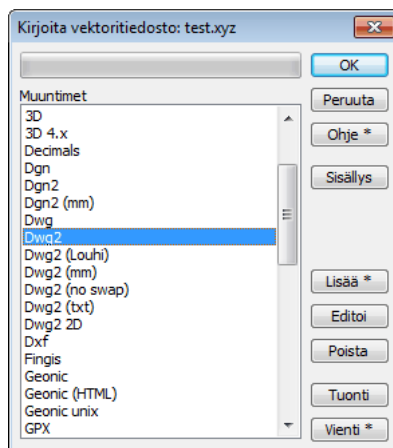 Kirjoita vektoritiedosto: test.xyz
OK
Muuntimet
Peruuta
3D
3D 4.x
Ohje *
Decimals
Dgn
Dgn2
Sisällys
Dgn2 (mm)
Dwg
Dwg2
Dwg2 (Louhi)
Dwg2 (mm)
Lisää *
Dwg2 (no swap)
Dwg2 (txt)
Editoi
Dwg2 2D
Dxf
Poista
Fingis
Geonic
Geonic (HTML)
Tuonti
Geonic unix
GPX
Vienti *